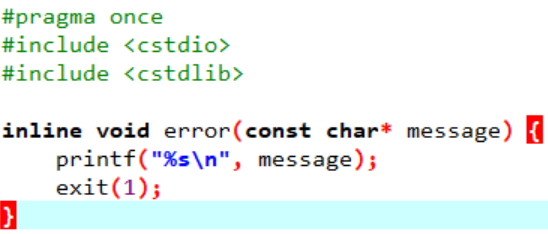 #pragma once
#include <cstdio>
#include <cstdlib>
inline void error(const char* message) {
    printf("%s\n", message);
    exit(1);
}